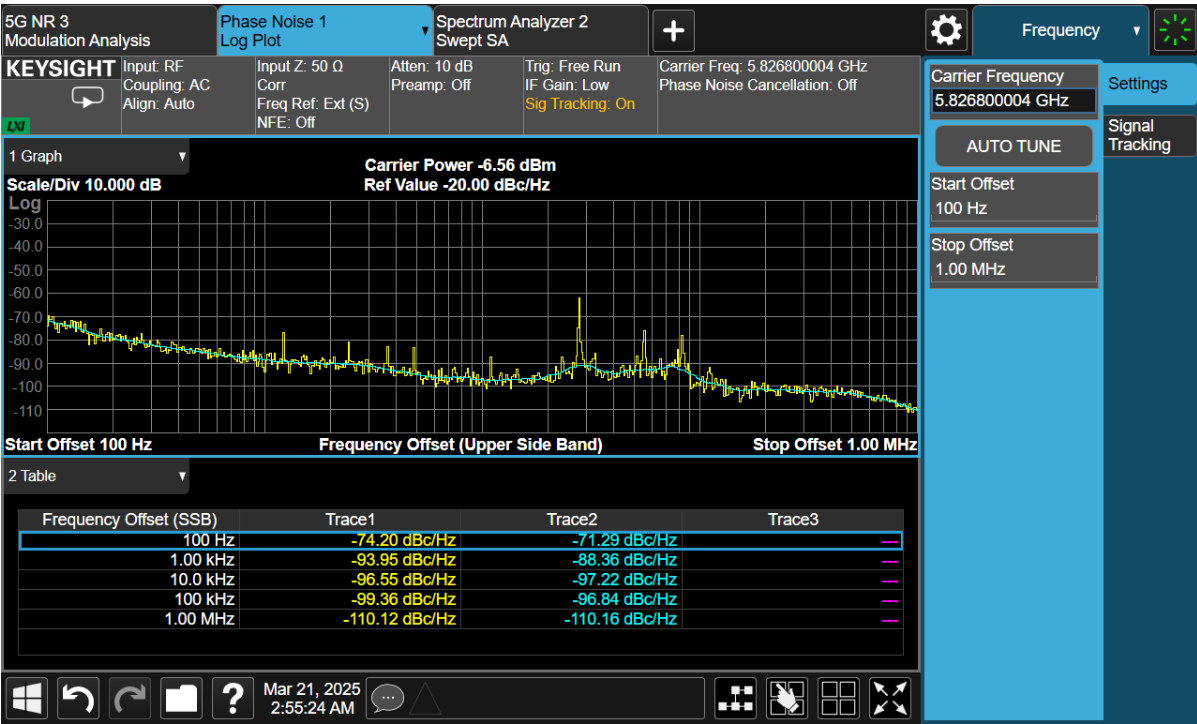 5G NR 3
Modulation Analysis
Phase Noise 1
Log Plot
Spectrum Analyzer 2
Swept SA
Frequency
KEYSIGHT
LXI
Input: RF
Coupling: AC
Align: Auto
Input Z: 50 Ω
Corr
Freq Ref: Ext (S)
NFE: Off
Atten: 10 dB
Preamp: Off
Trig: Free Run
IF Gain: Low
Sig Tracking: On
Carrier Freq: 5.826800004 GHz
Phase Noise Cancellation: Off
Carrier Frequency
5.826800004 GHz
AUTO TUNE
Start Offset
100 Hz
Stop Offset
1.00 MHz
Settings
Signal
Tracking
1 Graph
Scale/Div 10.000 dB
Carrier Power -6.56 dBm
Ref Value -20.00 dBc/Hz
Log
-30.0
-40.0
-50.0
-60.0
-70.0
-80.0
-90.0
-100
-110
Start Offset 100 Hz Frequency Offset (Upper Side Band) Stop Offset 1.00 MHz
2 Table
Frequency Offset (SSB) Trace1 Trace2 Trace3
100 Hz -74.20 dBc/Hz -71.29 dBc/Hz ---
1.00 kHz -93.95 dBc/Hz -88.36 dBc/Hz ---
10.0 kHz -96.55 dBc/Hz -97.22 dBc/Hz ---
100 kHz -99.36 dBc/Hz -96.84 dBc/Hz ---
1.00 MHz -110.12 dBc/Hz -110.16 dBc/Hz ---
?
Mar 21, 2025
2:55:24 AM